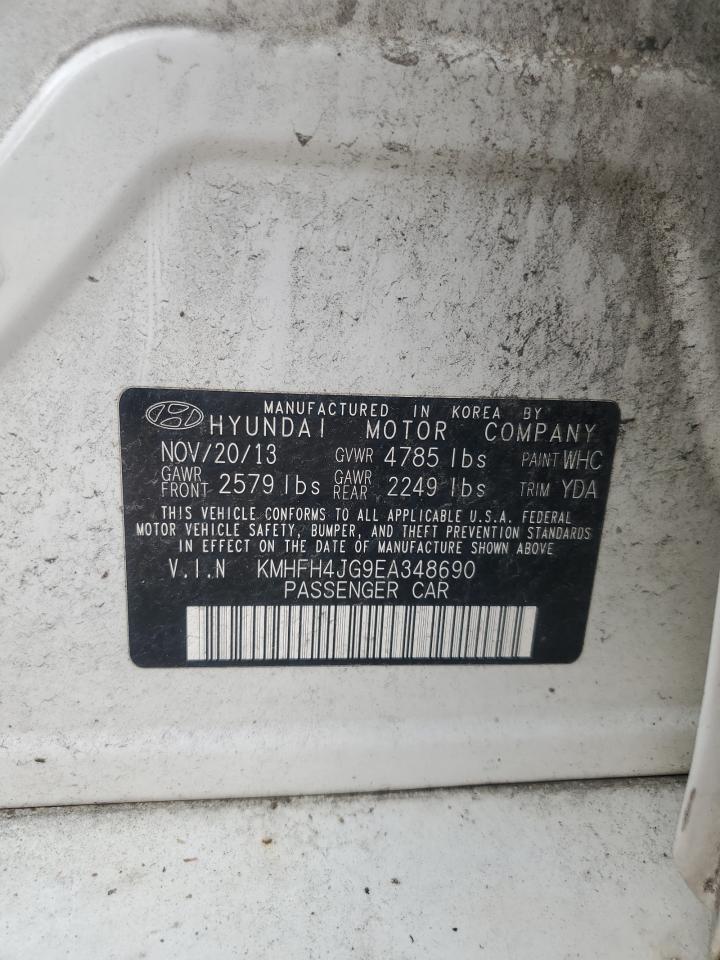 MANUFACTURED IN KOREA BY
HYUNDAI MOTOR COMPANY
NOV/20/13 GVWR 4785 lbs PAINT WHC
GAWR FRONT 2579 lbs GAWR REAR 2249 lbs TRIM YDA
THIS VEHICLE CONFORMS TO ALL APPLICABLE U.S.A. FEDERAL
MOTOR VEHICLE SAFETY, BUMPER, AND THEFT PREVENTION STANDARDS
IN EFFECT ON THE DATE OF MANUFACTURE SHOWN ABOVE
V.I.N KMHFH4JG9EA348690
PASSENGER CAR